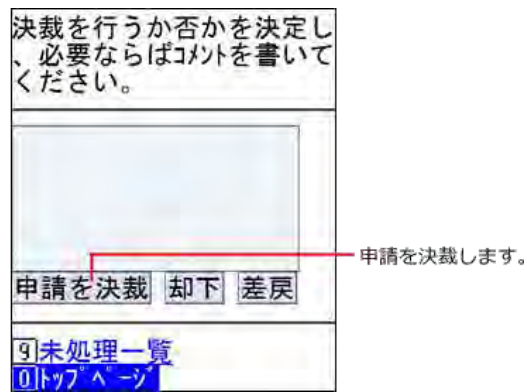 決裁を行うか否かを決定し
、必要ならばｺﾒﾝﾄを書いて
ください。
申請を決裁します。
申請を決裁 却下 差戻
9未処理一覧
0ﾄｯﾌﾟﾍﾟｰｼﾞ